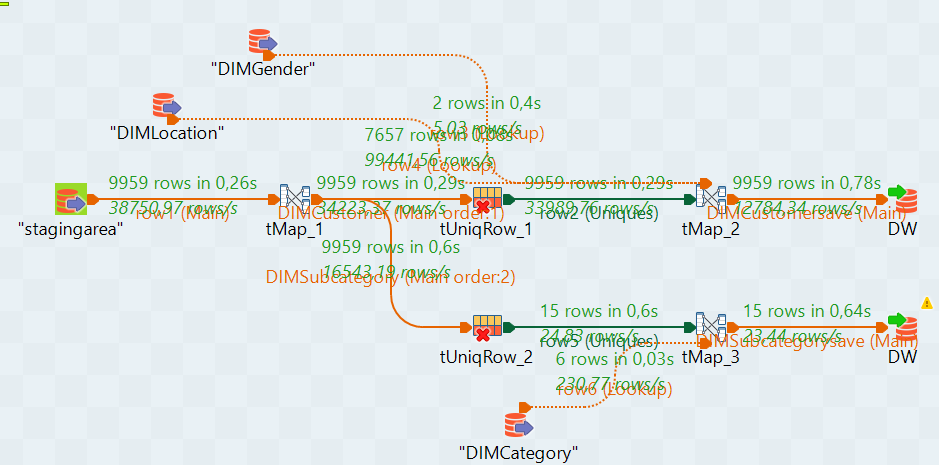 "DIMGender"
2 rows in 0,4s
5.03 rows/s
row3 (Lookup)
"DIMLocation"
7657 rows in 0,08s
99441.56 rows/s
row4 (Lookup)
9959 rows in 0,26s
38750.97 rows/s
row1 (Main)
9959 rows in 0,29s
34223.37 rows/s
DIMCustomer (Main order:1)
9959 rows in 0,29s
33989.76 rows/s
row2 (Uniques)
9959 rows in 0,78s
12784.34 rows/s
DIMCustomersave (Main)
"stagingarea"
tMap_1
tUniqRow_1
tMap_2
DW
9959 rows in 0,6s
16543.19 rows/s
DIMSubcategory (Main order:2)
15 rows in 0,6s
24.83 rows/s
row5 (Uniques)
15 rows in 0,64s
23.44 rows/s
DIMSubcategorysave (Main)
tUniqRow_2
tMap_3
DW
6 rows in 0,03s
230.77 rows/s
row6 (Lookup)
"DIMCategory"